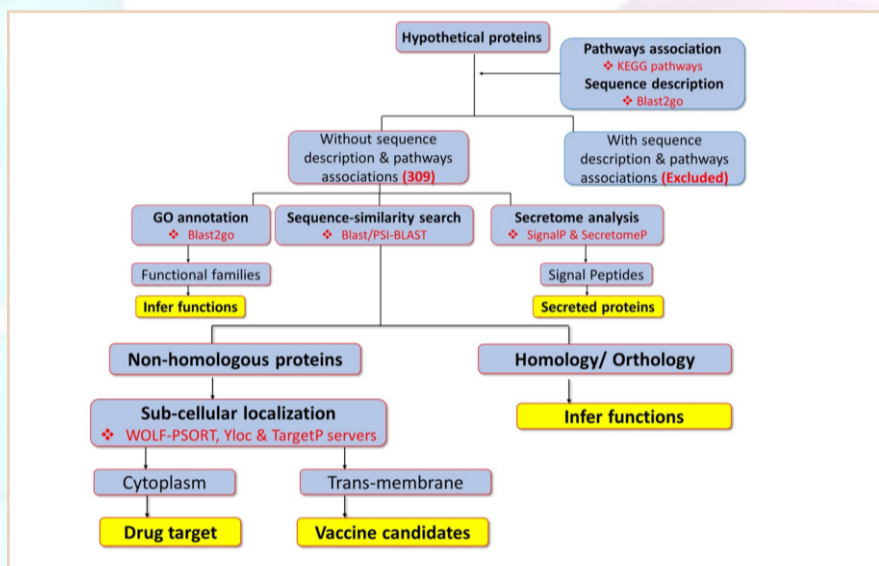 Hypothetical proteins
Pathways association
❖ KEGG pathways
Sequence description
❖ Blast2go
Without sequence
description & pathways
associations (309)
With sequence
description & pathways
associations (Excluded)
GO annotation
❖ Blast2go
Sequence-similarity search
❖ Blast/PSI-BLAST
Secretome analysis
❖ SignalP & SecretomeP
Functional families
Signal Peptides
Infer functions
Secreted proteins
Non-homologous proteins
Homology/ Orthology
Sub-cellular localization
❖ WOLF-PSORT, Yloc & TargetP servers
Infer functions
Cytoplasm
Trans-membrane
Drug target
Vaccine candidates